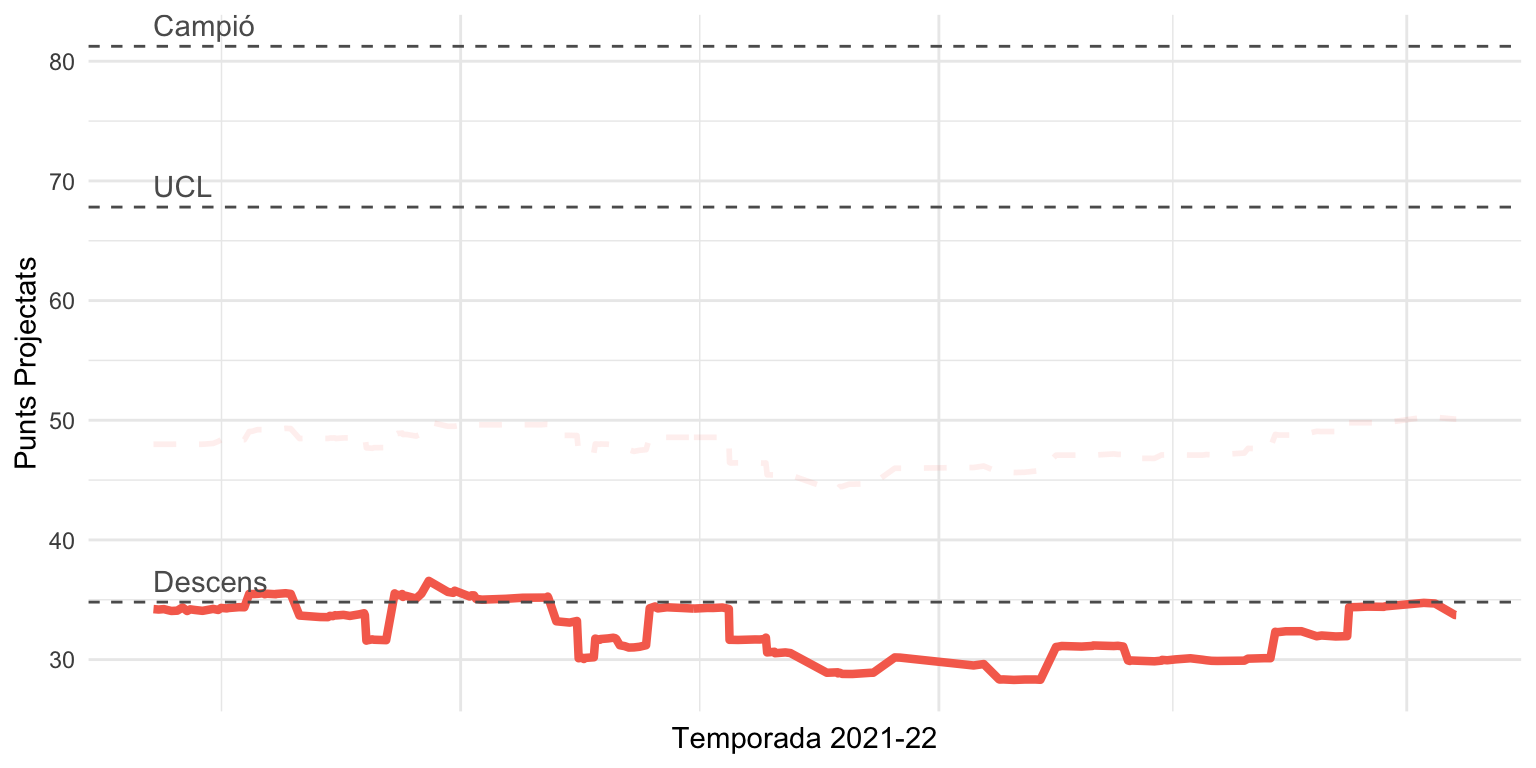 Campió
80
70
UCL
60
50
40
Descens
30
Punts Projectats
Temporada 2021-22